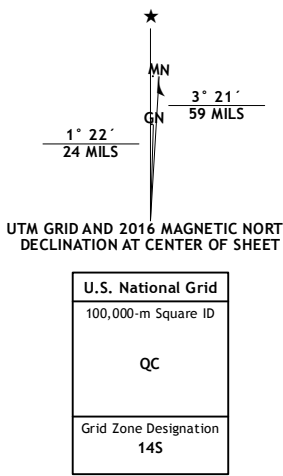 ★
MN
3° 21´
59 MILS
GN
1° 22´
24 MILS
UTM GRID AND 2016 MAGNETIC NORT
DECLINATION AT CENTER OF SHEET
U.S. National Grid
100,000-m Square ID
QC
Grid Zone Designation
14S